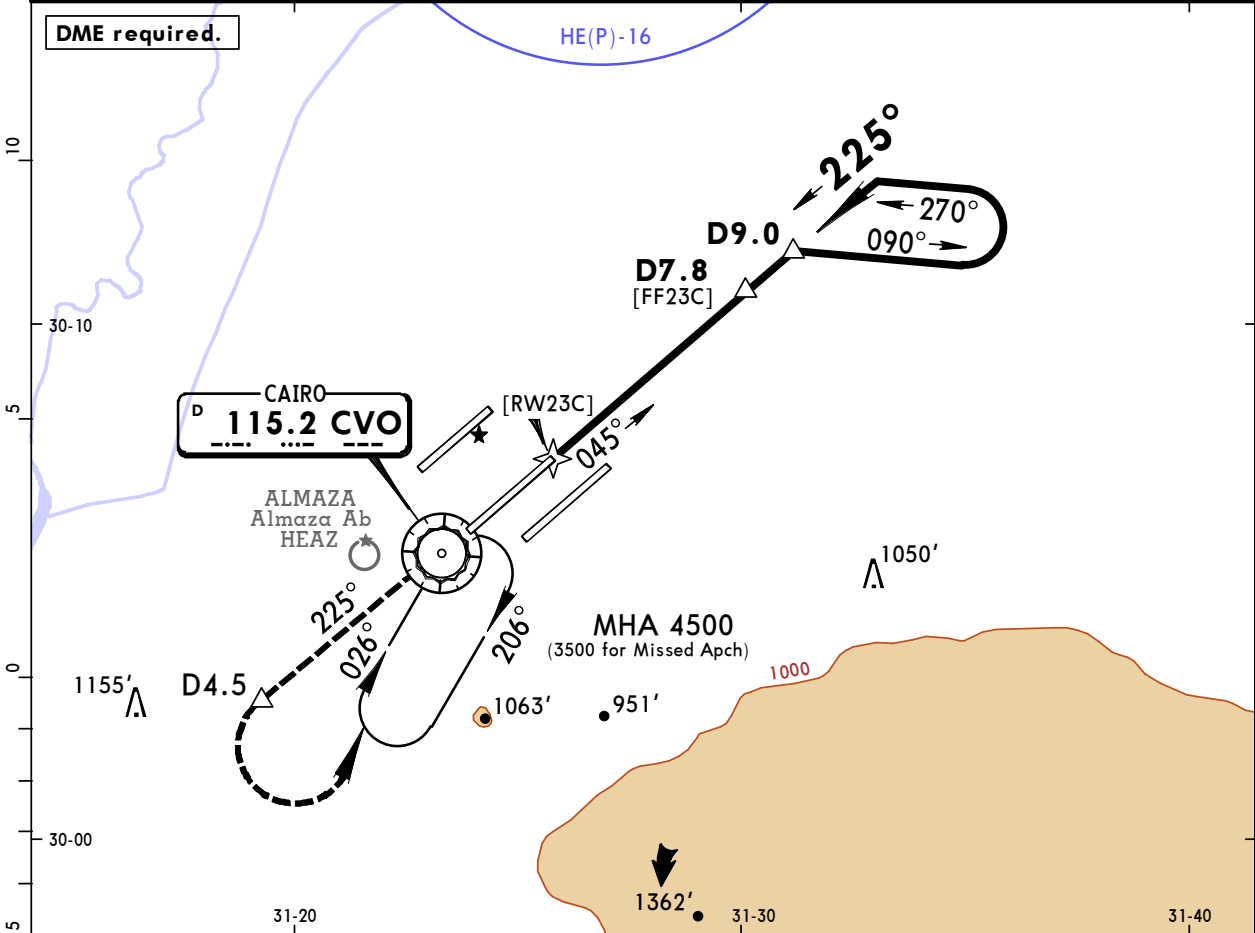 DME required.
HE(P)-16
10
225°
270°
090°
D9.0
D7.8
[FF23C]
30-10
5
CAIRO
D 115.2 CVO
[RW23C]
045°
ALMAZA
Almaza Ab
HEAZ
1050'
225°
026°
206°
MHA 4500
(3500 for Missed Apch)
0
1000
1155'
D4.5
1063'
951'
30-00
1362'
5
31-20
31-30
31-40